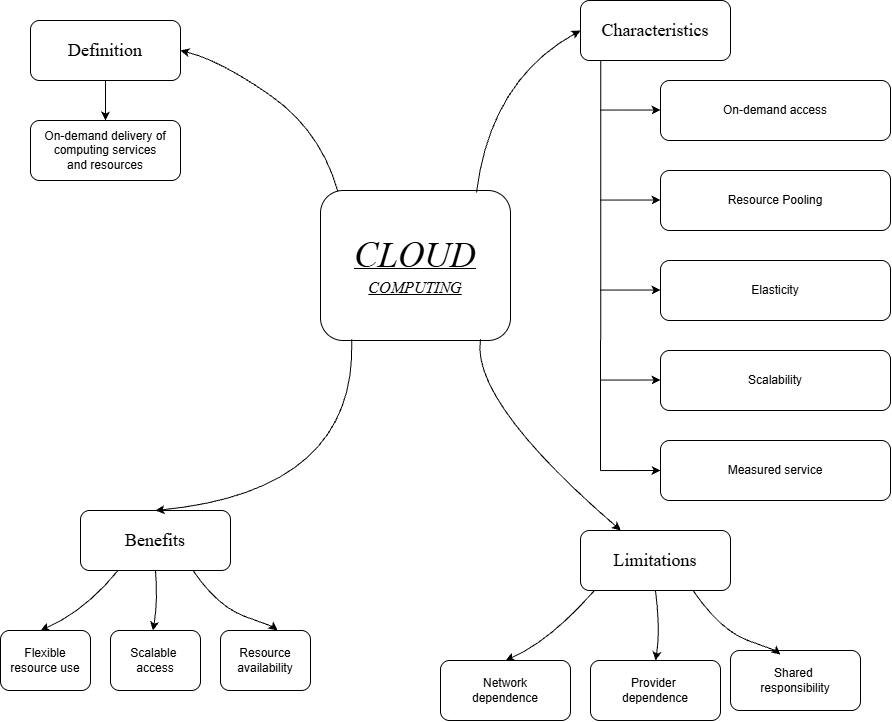 Definition
On-demand delivery of
computing services
and resources
Characteristics
On-demand access
Resource Pooling
Elasticity
Scalability
Measured service
CLOUD
COMPUTING
Benefits
Flexible
resource use
Scalable
access
Resource
availability
Limitations
Network
dependence
Provider
dependence
Shared
responsibility